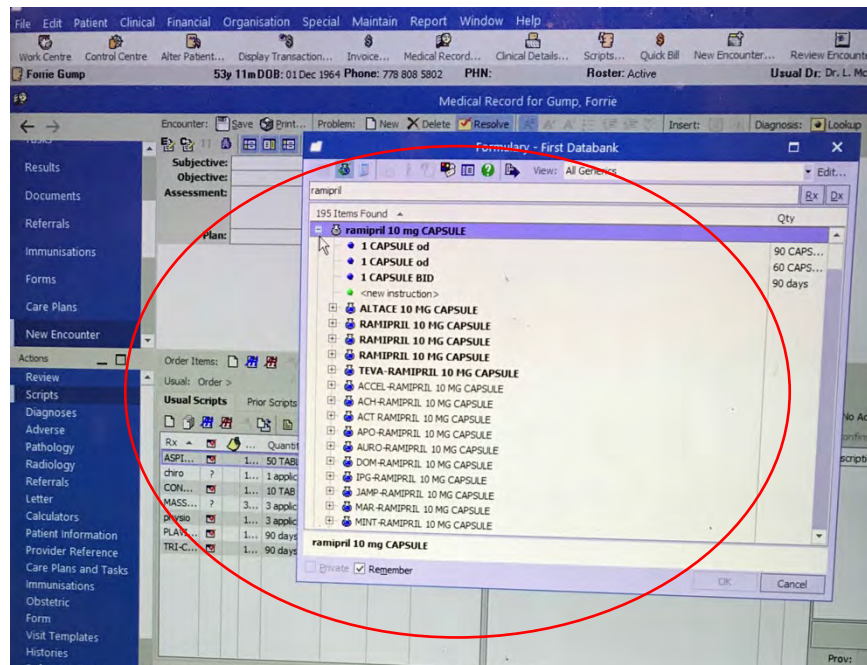 File Edit Patient Clinical Financial Organisation Special Maintain Report Window Help
Work Centre Control Centre Alter Patient... Display Transaction... Invoice... Medical Record... Clinical Details... Scripts... Quick Bill New Encounter... Review Encounte
Forrie Gump 53y 11m DOB: 01 Dec 1964 Phone: 778 808 5802 PHN: Roster: Active Usual Dr: Dr. L. Mc
Medical Record for Gump, Forrie
Encounter: Save Print... Problem: New Delete Resolve Insert: Diagnosis: Lookup
Results
Documents
Referrals
Immunisations
Forms
Care Plans
New Encounter
Subjective:
Objective:
Assessment:
Plan:
Formulary - First Databank
View: All Generics Edit...
ramipril Rx Dx
195 Items Found Qty
ramipril 10 mg CAPSULE
1 CAPSULE od 90 CAPS...
1 CAPSULE od 60 CAPS...
1 CAPSULE BID 90 days
<new instruction>
ALTACE 10 MG CAPSULE
RAMIPRIL 10 MG CAPSULE
RAMIPRIL 10 MG CAPSULE
RAMIPRIL 10 MG CAPSULE
TEVA-RAMIPRIL 10 MG CAPSULE
ACCEL-RAMIPRIL 10 MG CAPSULE
ACH-RAMIPRIL 10 MG CAPSULE
ACT RAMIPRIL 10 MG CAPSULE
APO-RAMIPRIL 10 MG CAPSULE
AURO-RAMIPRIL 10 MG CAPSULE
DOM-RAMIPRIL 10 MG CAPSULE
IPG-RAMIPRIL 10 MG CAPSULE
JAMP-RAMIPRIL 10 MG CAPSULE
MAR-RAMIPRIL 10 MG CAPSULE
MINT-RAMIPRIL 10 MG CAPSULE
ramipril 10 mg CAPSULE
Private Remember
OK Cancel
Actions
Review
Scripts
Diagnoses
Adverse
Pathology
Radiology
Referrals
Letter
Calculators
Patient Information
Provider Reference
Care Plans and Tasks
Immunisations
Obstetric
Form
Visit Templates
Histories
Order Items:
Usual: Order >
Usual Scripts Prior Scripts
Rx ... Quantit
ASPI... 1... 50 TABL
chiro ? 1... 1 applic
CON... 1... 10 TAB
MASS... ? 3... 3 applic
physio 1... 3 applic
PLAVI... 1... 90 days
TRI-C... 1... 90 days
No Ac
script
Prov: